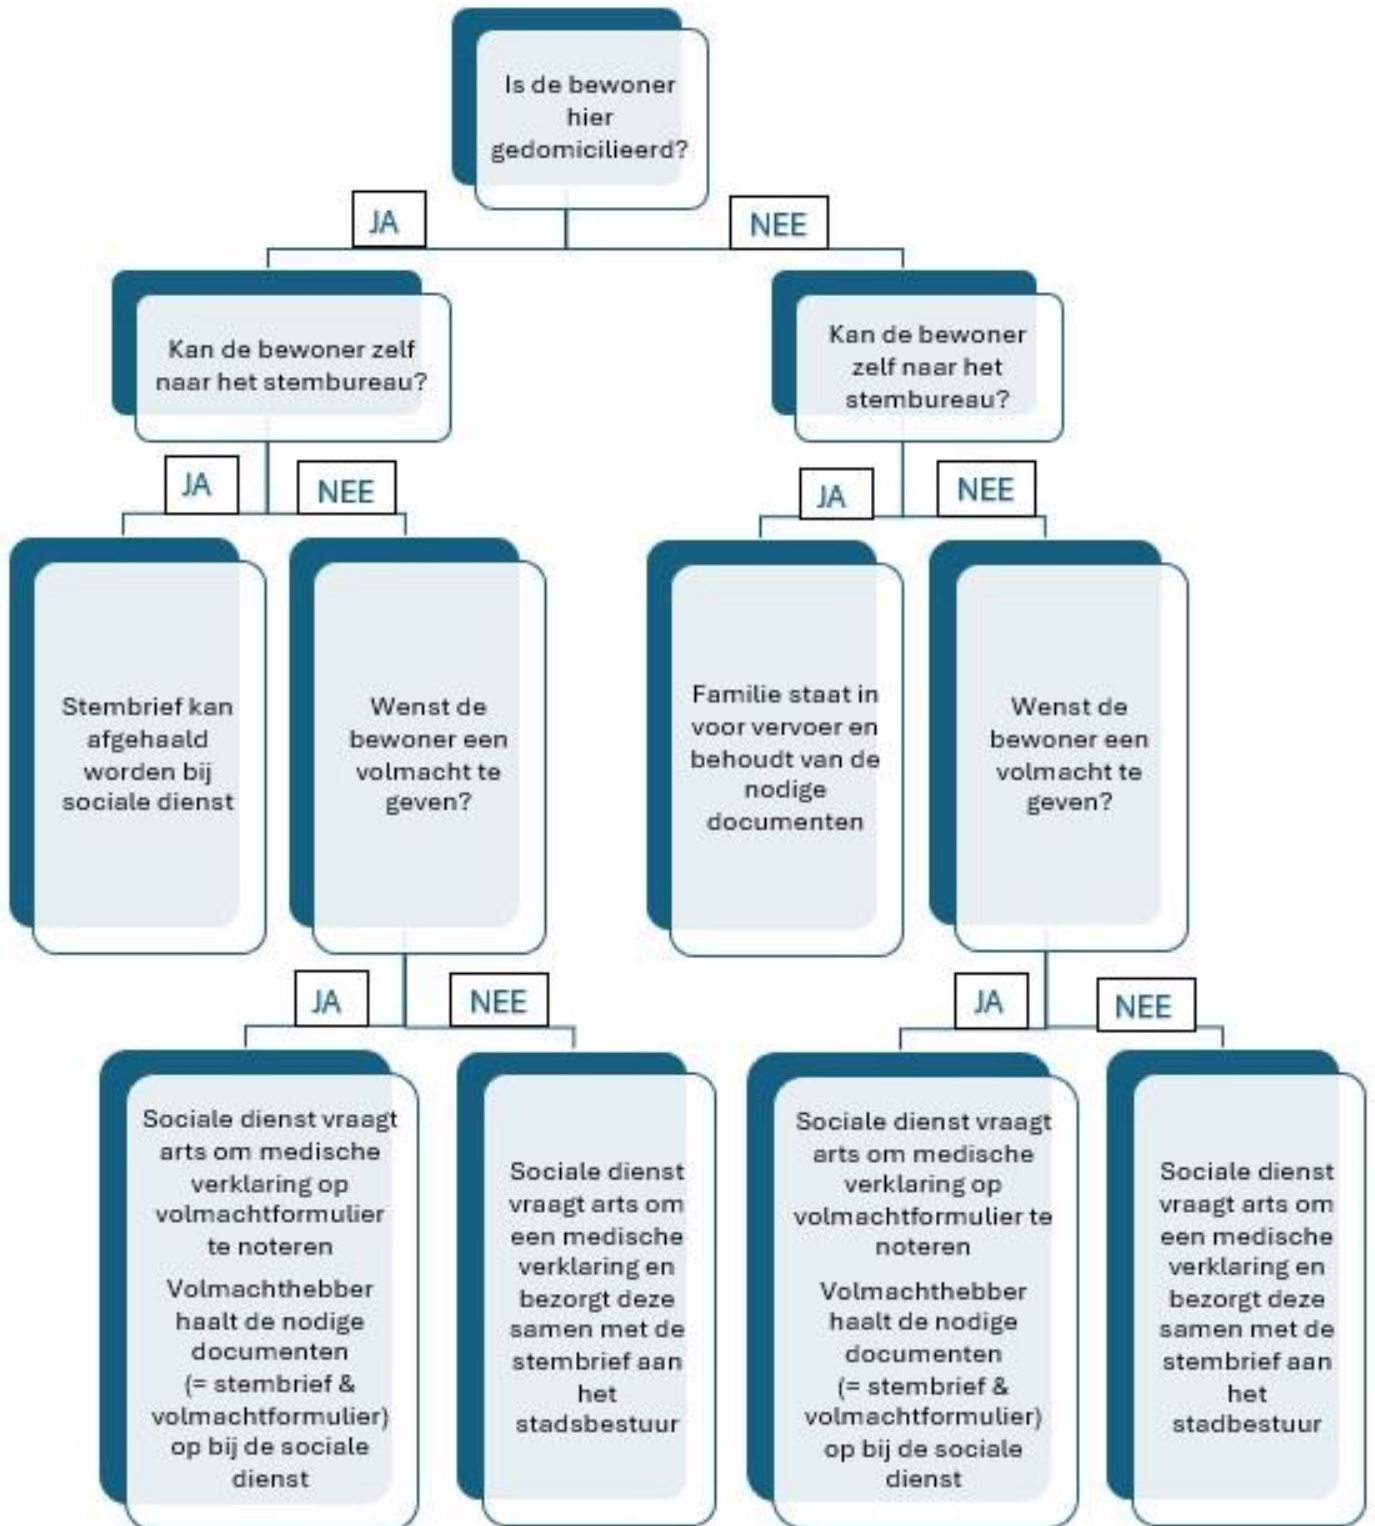 Is de bewoner
hier
gedomicilieerd?
JA
NEE
Kan de bewoner zelf
naar het stembureau?
Kan de bewoner
zelf naar het
stembureau?
JA
NEE
JA
NEE
Stembrief kan
afgehaald
worden bij
sociale dienst
Wenst de
bewoner een
volmacht te
geven?
Familie staat in
voor vervoer en
behoudt van de
nodige
documenten
Wenst de
bewoner een
volmacht te
geven?
JA
NEE
JA
NEE
Sociale dienst vraagt
arts om medische
verklaring op
volmachtformulier
te noteren
Volmachthebber
haalt de nodige
documenten
(= stembrief &
volmachtformulier)
op bij de sociale
dienst
Sociale dienst
vraagt arts om
een medische
verklaring en
bezorgt deze
samen met de
stembrief aan
het
stadsbestuur
Sociale dienst vraagt
arts om medische
verklaring op
volmachtformulier te
noteren
Volmachthebber
haalt de nodige
documenten
(= stembrief &
volmachtformulier)
op bij de sociale
dienst
Sociale dienst
vraagt arts om
een medische
verklaring en
bezorgt deze
samen met de
stembrief aan
het
stadbestuur